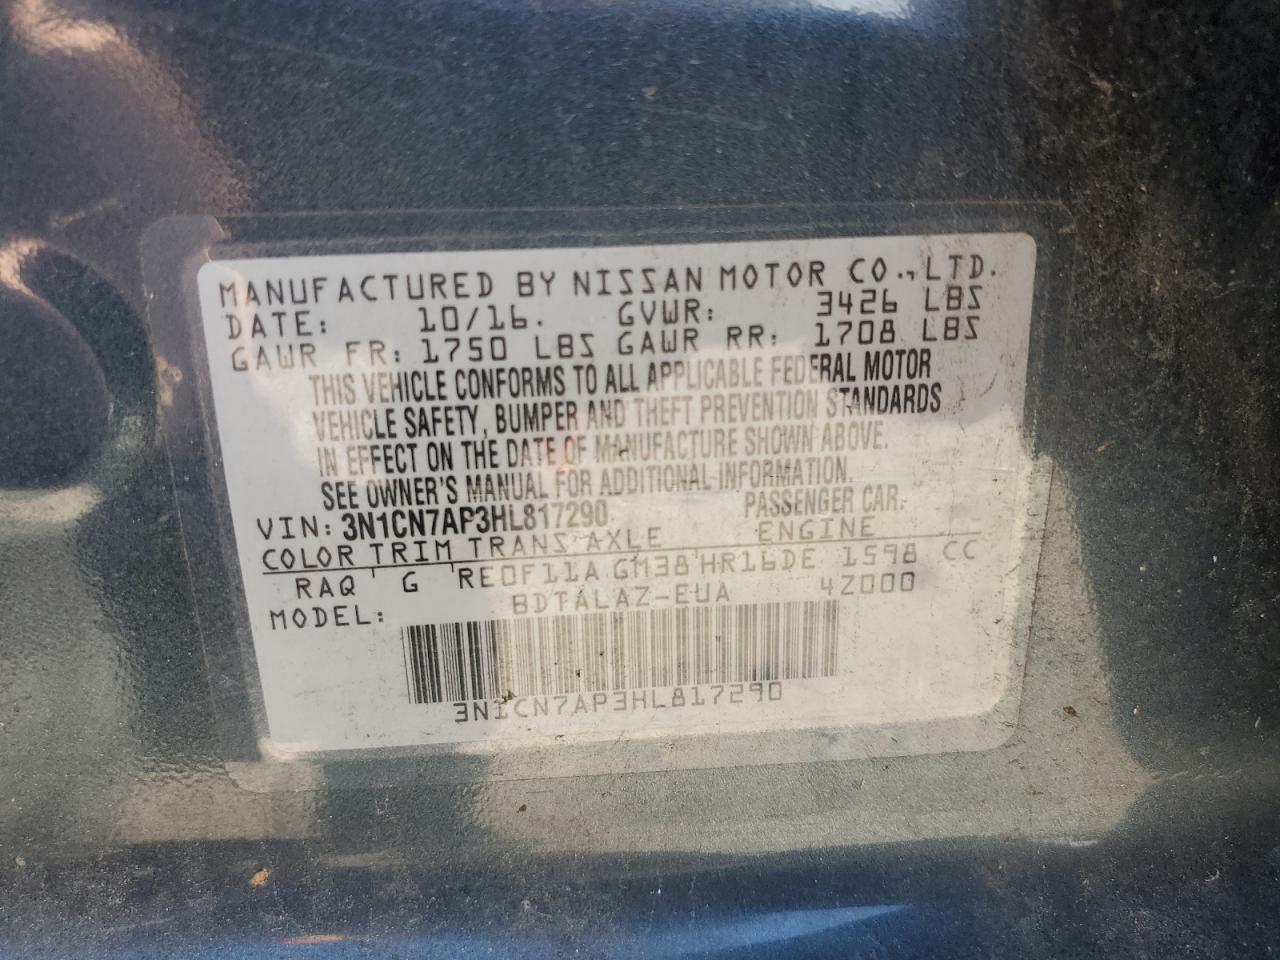 MANUFACTURED BY NISSAN MOTOR CO., LTD.
DATE: 10/16. GVWR: 3426 LBS
GAWR FR: 1750 LBS GAWR RR: 1708 LBS
THIS VEHICLE CONFORMS TO ALL APPLICABLE FEDERAL MOTOR
VEHICLE SAFETY, BUMPER AND THEFT PREVENTION STANDARDS
IN EFFECT ON THE DATE OF MANUFACTURE SHOWN ABOVE.
SEE OWNER'S MANUAL FOR ADDITIONAL INFORMATION.
VIN: 3N1CN7AP3HL817290 PASSENGER CAR.
COLOR TRIM TRANS AXLE ENGINE
RAQ G RE0F11A GM38 HR16DE 1598 CC
MODEL: BDTALAZ-EUA 4Z000
3N1CN7AP3HL817290